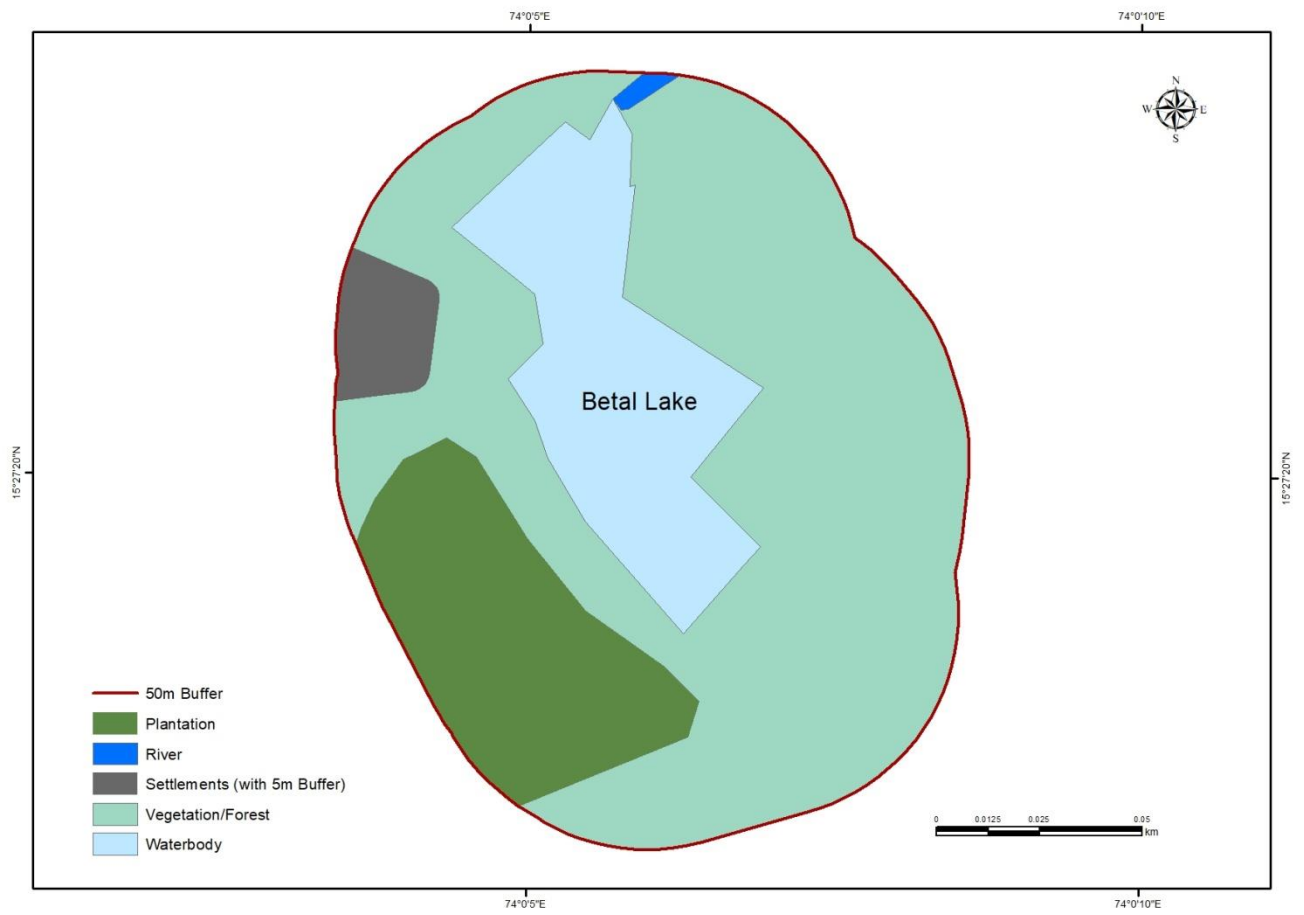 74°0'5"E
74°0'10"E
N
W
E
S
Betal Lake
15°27'20"N
15°27'20"N
50m Buffer
Plantation
River
Settlements (with 5m Buffer)
Vegetation/Forest
Waterbody
0 0.0125 0.025 0.05
km
74°0'5"E
74°0'10"E